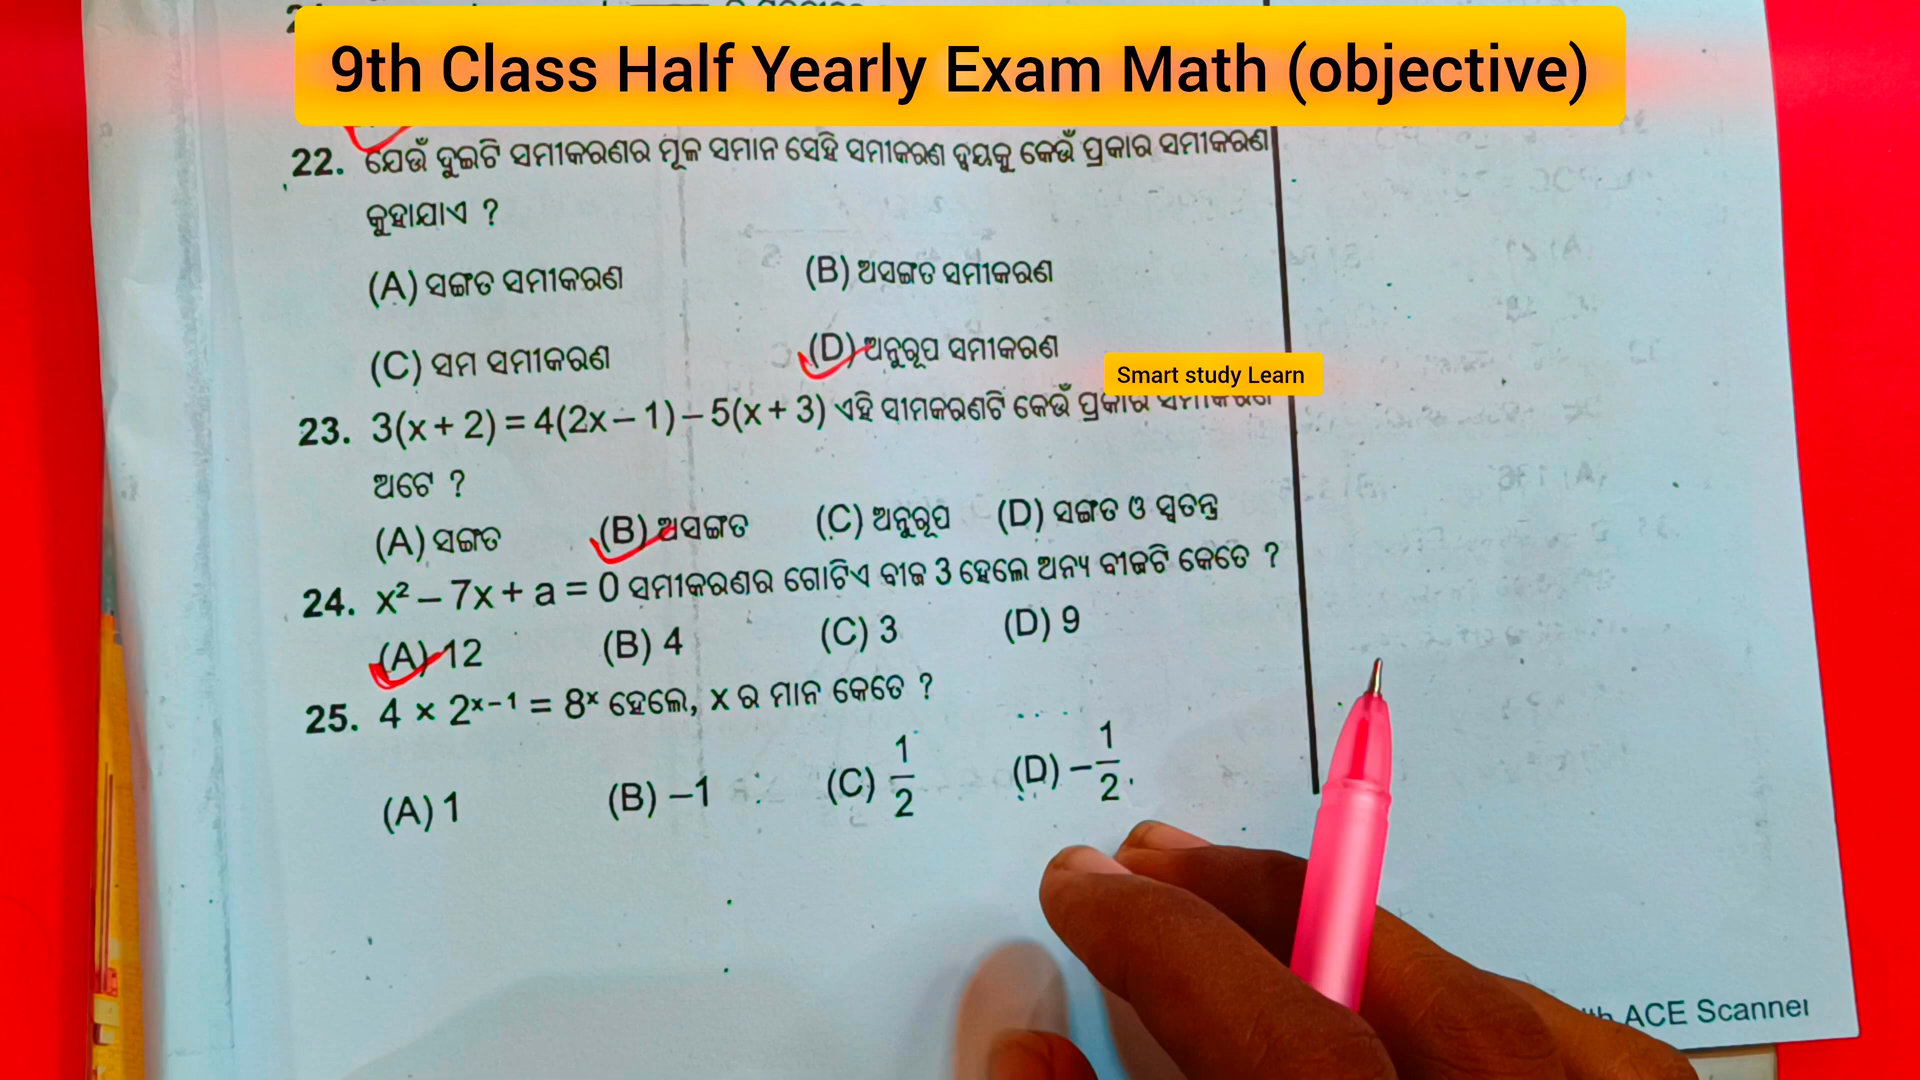 9th Class Half Yearly Exam Math (objective)
22. ଯେଉଁ ଦୁଇଟି ସମୀକରଣର ମୂଳ ସମାନ ସେହି ସମୀକରଣ ଦ୍ୱୟକୁ କେଉଁ ପ୍ରକାର ସମୀକରଣ
କୁହାଯାଏ ?
(A) ସଙ୍ଗତ ସମୀକରଣ (B) ଅସଙ୍ଗତ ସମୀକରଣ
(C) ସମ ସମୀକରଣ (D) ଅନୁରୂପ ସମୀକରଣ
Smart study Learn
23. 3(x + 2) = 4(2x – 1) – 5(x + 3) ଏହି ସୀମକରଣଟି କେଉଁ ପ୍ରକାର ସମୀକରଣ
ଅଟେ ?
(A) ସଙ୍ଗତ (B) ଅସଙ୍ଗତ (C) ଅନୁରୂପ (D) ସଙ୍ଗତ ଓ ସ୍ୱତନ୍ତ୍ର
24. x² – 7x + a = 0 ସମୀକରଣର ଗୋଟିଏ ବୀଜ 3 ହେଲେ ଅନ୍ୟ ବୀଜଟି କେତେ ?
(A) 12 (B) 4 (C) 3 (D) 9
25. 4 × 2ˣ⁻¹ = 8ˣ ହେଲେ, x ର ମାନ କେତେ ?
(A) 1 (B) –1 (C) 1/2 (D) –1/2.
ACE Scanner